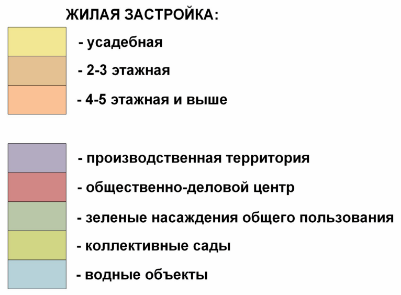 ЖИЛАЯ ЗАСТРОЙКА:
- усадебная
- 2-3 этажная
- 4-5 этажная и выше
- производственная территория
- общественно-деловой центр
- зеленые насаждения общего пользования
- коллективные сады
- водные объекты